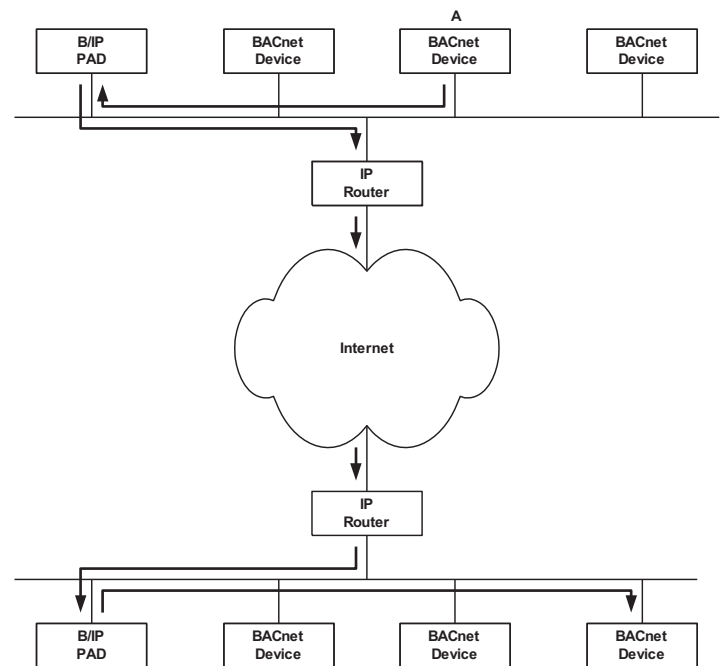 A
B/IP
PAD
BACnet
Device
BACnet
Device
BACnet
Device
IP
Router
Internet
IP
Router
B/IP
PAD
BACnet
Device
BACnet
Device
BACnet
Device